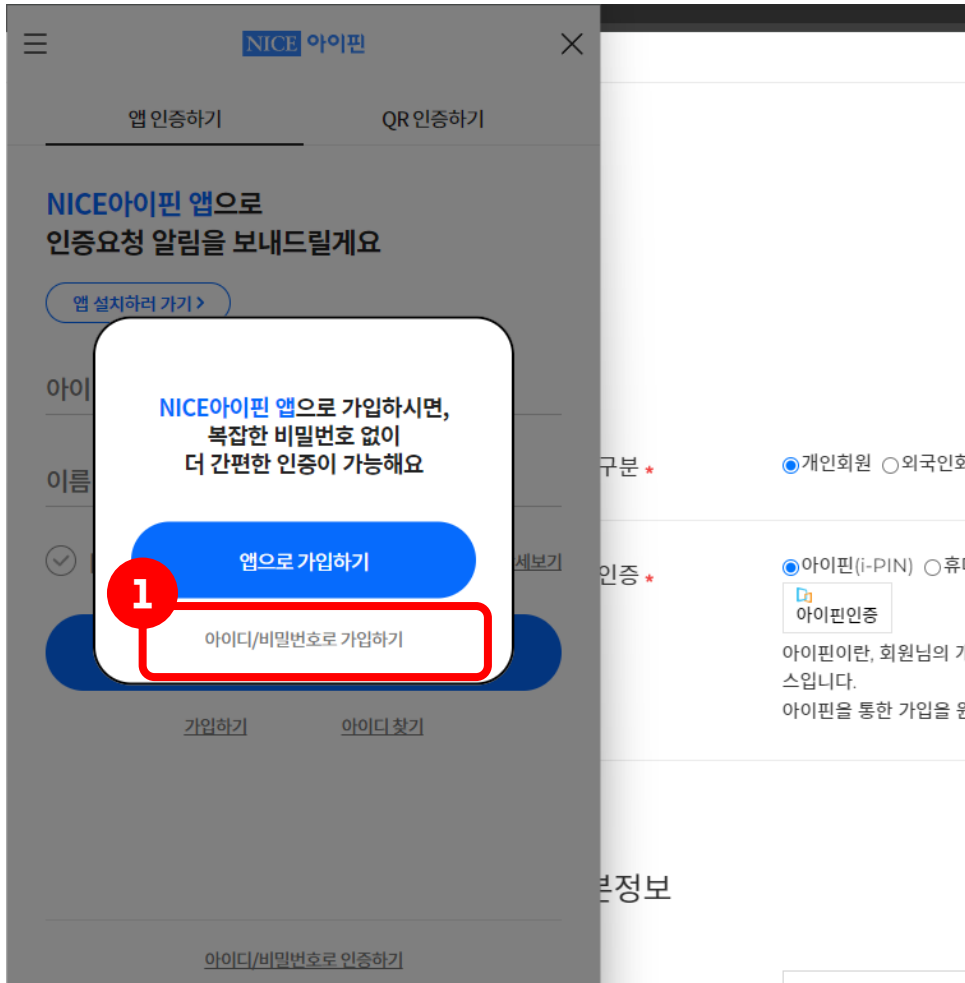 NICE 아이핀
앱 인증하기
QR 인증하기
NICE아이핀 앱으로
인증요청 알림을 보내드릴게요
앱 설치하러 가기 >
아이
이름
NICE아이핀 앱으로 가입하시면,
복잡한 비밀번호 없이
더 간편한 인증이 가능해요
앱으로 가입하기
세보기
1
아이디/비밀번호로 가입하기
가입하기
아이디 찾기
아이디/비밀번호로 인증하기
구분 *
개인회원 외국인회
인증 *
아이핀(i-PIN)
아이핀인증
아이핀이란, 회원님의
스입니다.
아이핀을 통한 가입을
본정보